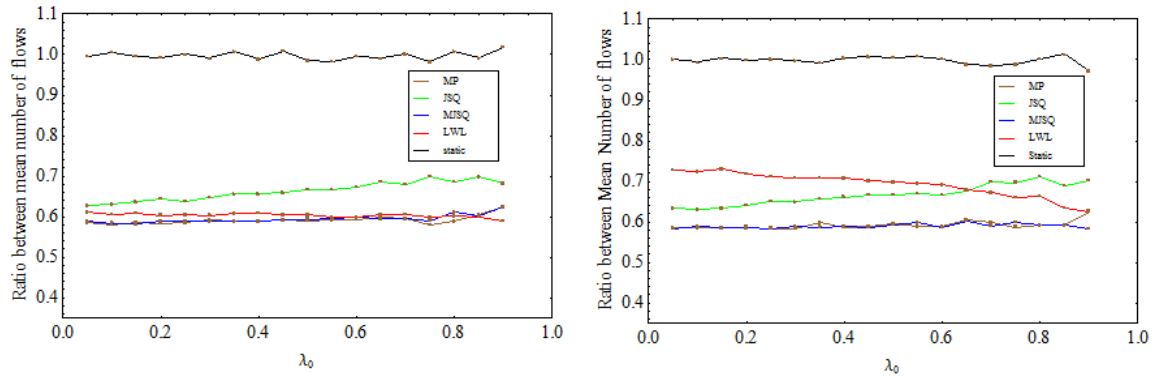 Ratio between mean number of flows
1.1
1.0
0.9
0.8
0.7
0.6
0.5
0.4
0.0
0.2
0.4
0.6
0.8
1.0
λ0
MP
JSQ
MJSQ
LWL
static
Ratio between Mean Number of flows
1.1
1.0
0.9
0.8
0.7
0.6
0.5
0.4
0.0
0.2
0.4
0.6
0.8
1.0
λ0
MP
JSQ
MJSQ
LWL
Static